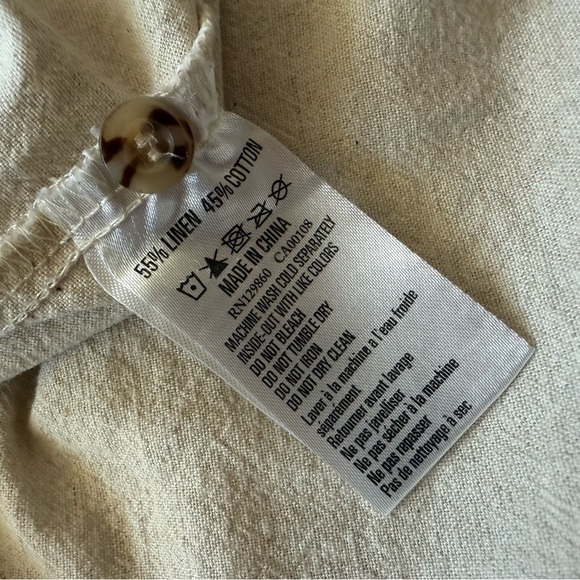 55% LINEN 45% COTTON
MADE IN CHINA
RN129860 CA00108
MACHINE WASH COLD SEPARATELY
INSIDE-OUT WITH LIKE COLORS
DO NOT BLEACH
DO NOT TUMBLE DRY
DO NOT IRON
DO NOT DRY CLEAN
Laver à la machine a l'eau froide
séparément
Retourner avant lavage
Ne pas javelliser
Ne pas sécher à la machine
Ne pas repasser
Pas de nettoyage à sec